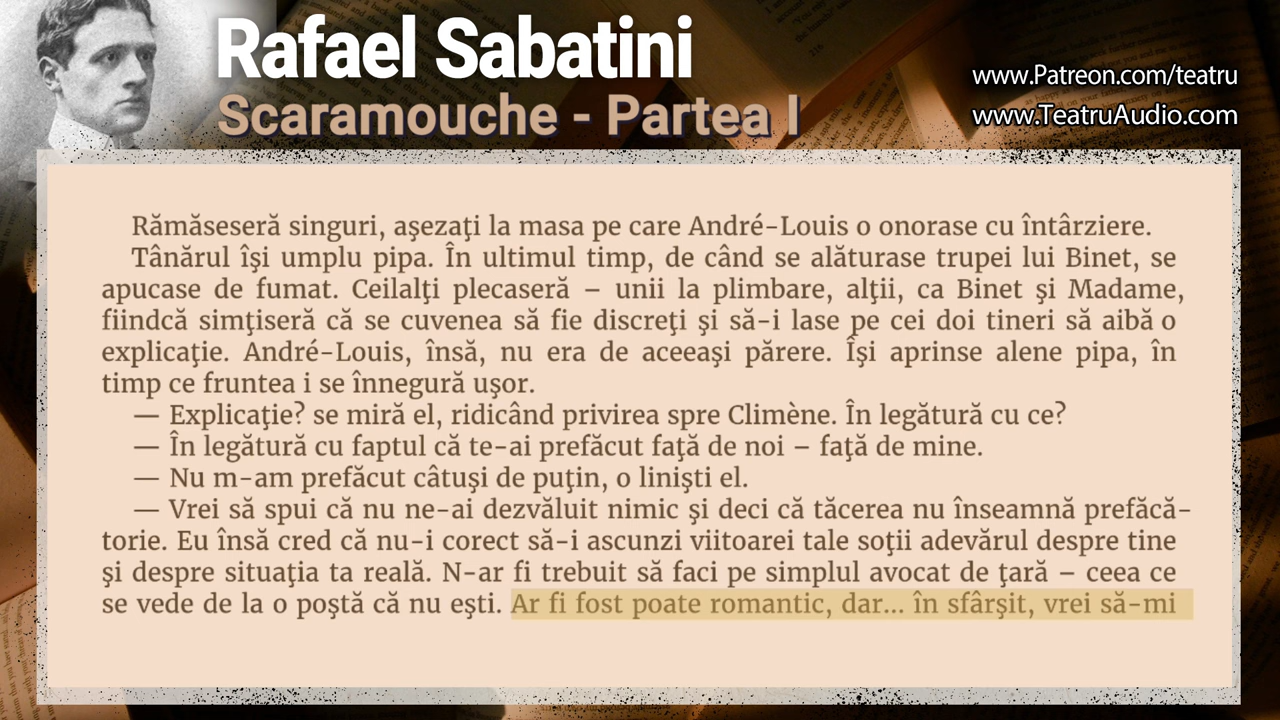 Rafael Sabatini
Scaramouche - Partea I
www.Patreon.com/teatru
www.TeatruAudio.com
Rămăseseră singuri, aşezaţi la masa pe care André-Louis o onorase cu întârziere.
Tânărul îşi umplu pipa. În ultimul timp, de când se alăturase trupei lui Binet, se
apucase de fumat. Ceilalţi plecaseră – unii la plimbare, alţii, ca Binet şi Madame,
fiindcă simţiseră că se cuvenea să fie discreţi şi să-i lase pe cei doi tineri să aibă o
explicaţie. André-Louis, însă, nu era de aceeaşi părere. Îşi aprinse alene pipa, în
timp ce fruntea i se înnegură uşor.
— Explicaţie? se miră el, ridicând privirea spre Climène. În legătură cu ce?
— În legătură cu faptul că te-ai prefăcut faţă de noi – faţă de mine.
— Nu m-am prefăcut câtuşi de puţin, o linişti el.
— Vrei să spui că nu ne-ai dezvăluit nimic şi deci că tăcerea nu înseamnă prefăcă-
torie. Eu însă cred că nu-i corect să-i ascunzi viitoarei tale soţii adevărul despre tine
şi despre situaţia ta reală. N-ar fi trebuit să faci pe simplul avocat de ţară – ceea ce
se vede de la o poştă că nu eşti. Ar fi fost poate romantic, dar... în sfârşit, vrei să-mi